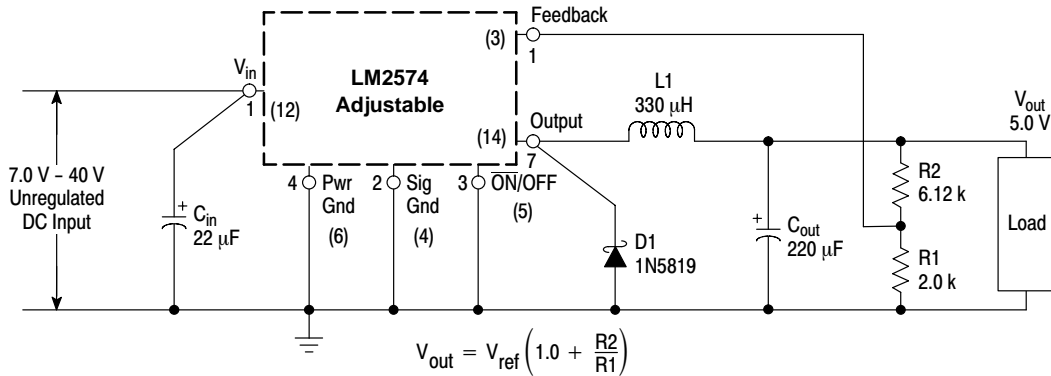 Feedback
(3)
1
V_in
LM2574
Adjustable
1
(12)
L1
330 μH
V_out
5.0 V
Output
(14)
7
7.0 V – 40 V
Unregulated
DC Input
4 Pwr
Gnd
(6)
2 Sig
Gnd
(4)
3 ON/OFF
(5)
R2
6.12 k
+
C_in
22 μF
D1
1N5819
+
C_out
220 μF
Load
R1
2.0 k
V_out = V_ref (1.0 + R2/R1)